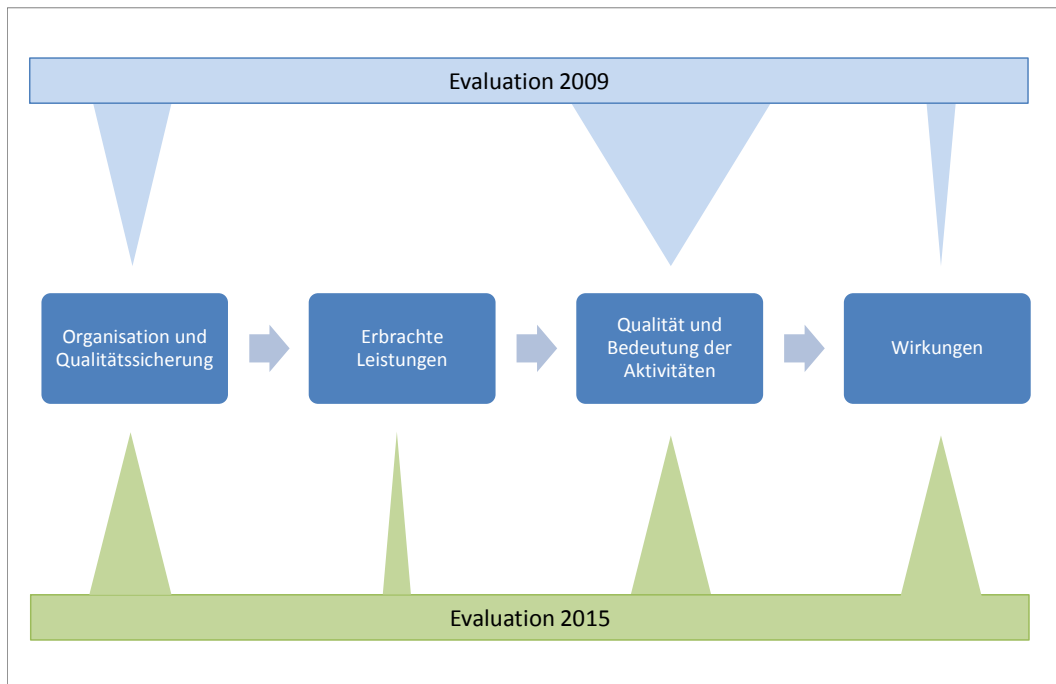 Evaluation 2009
Organisation und
Qualitätssicherung
Erbrachte
Leistungen
Qualität und
Bedeutung der
Aktivitäten
Wirkungen
Evaluation 2015